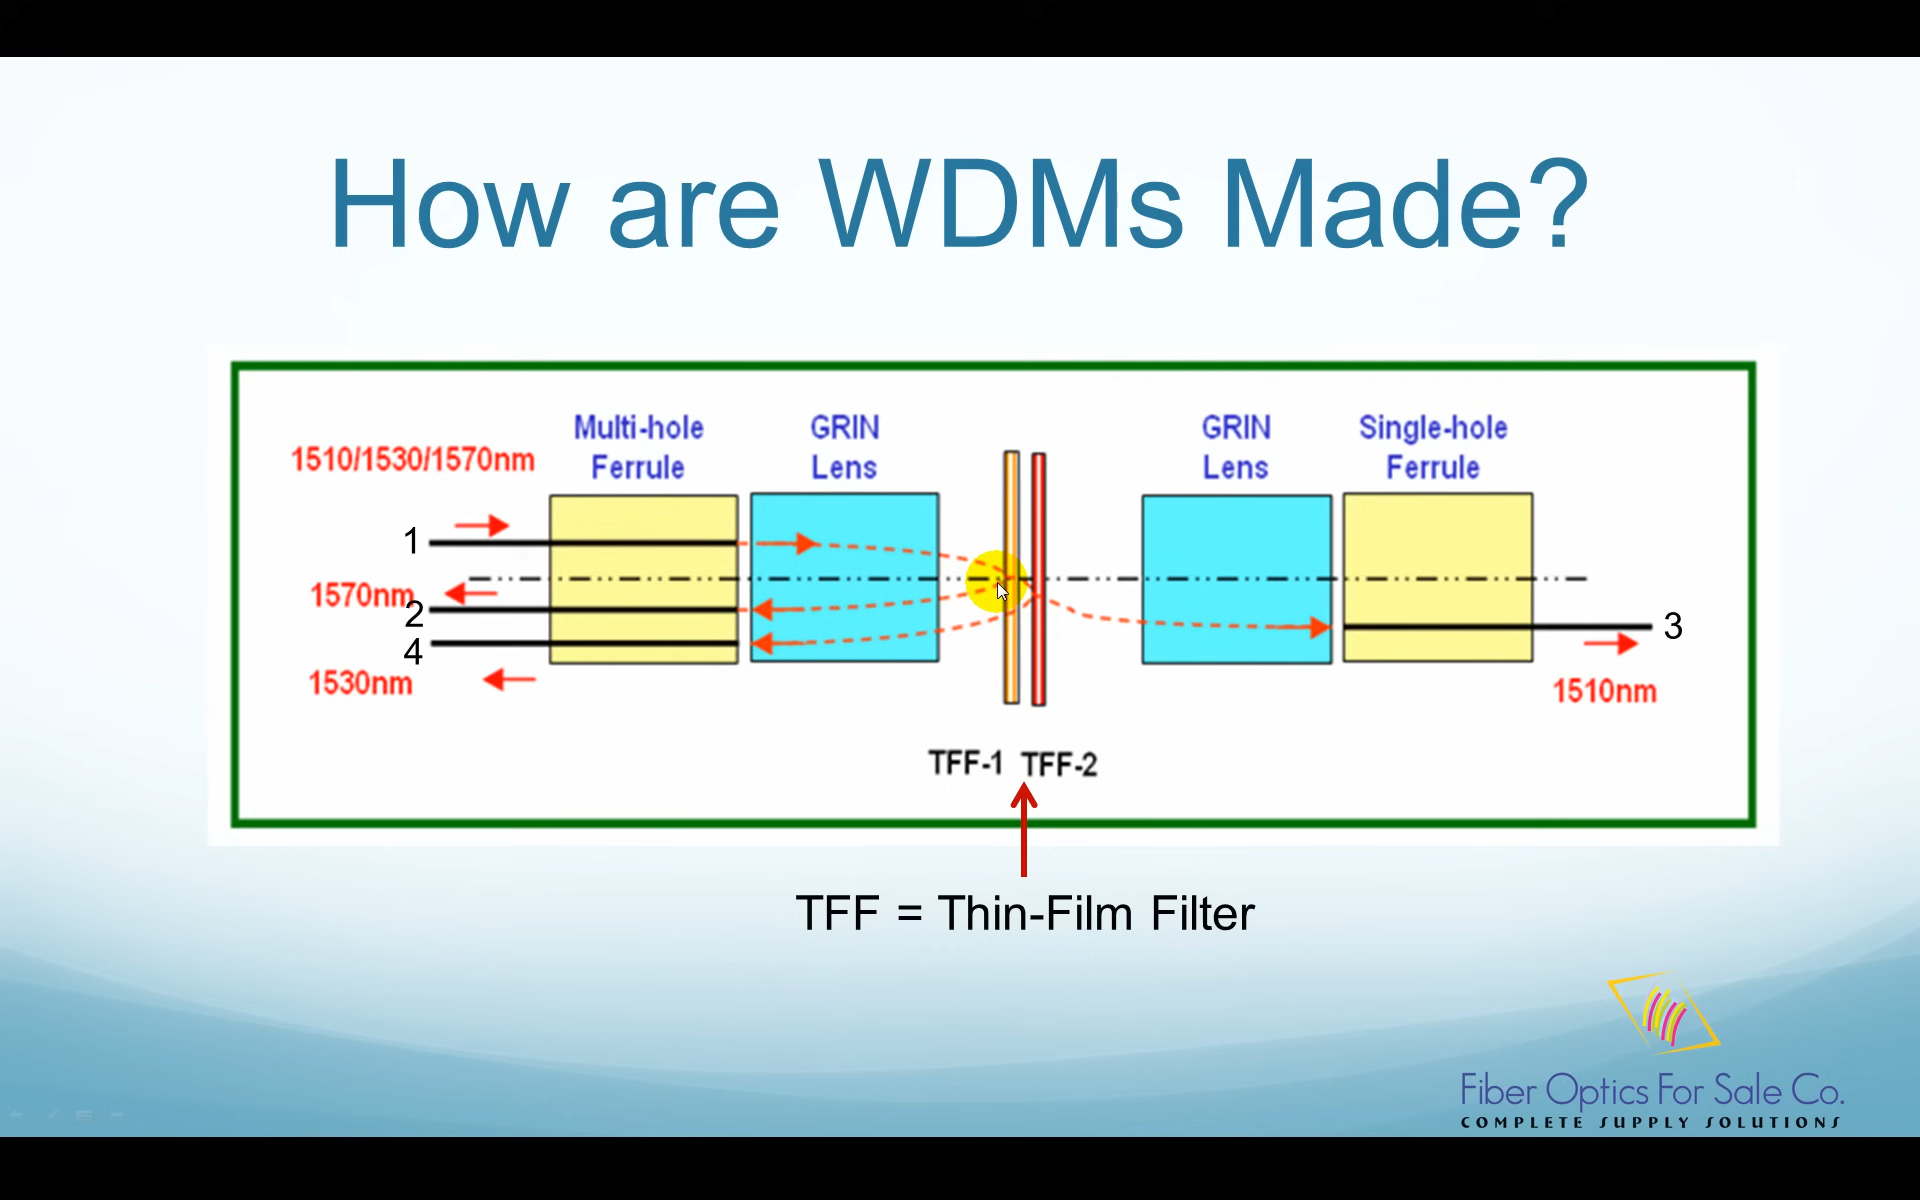 How are WDMs Made?
Multi-hole
Ferrule
GRIN
Lens
GRIN
Lens
Single-hole
Ferrule
1510/1530/1570nm
1
1570nm
2
4
1530nm
3
1510nm
TFF-1
TFF-2
TFF = Thin-Film Filter
Fiber Optics For Sale Co.
COMPLETE SUPPLY SOLUTIONS